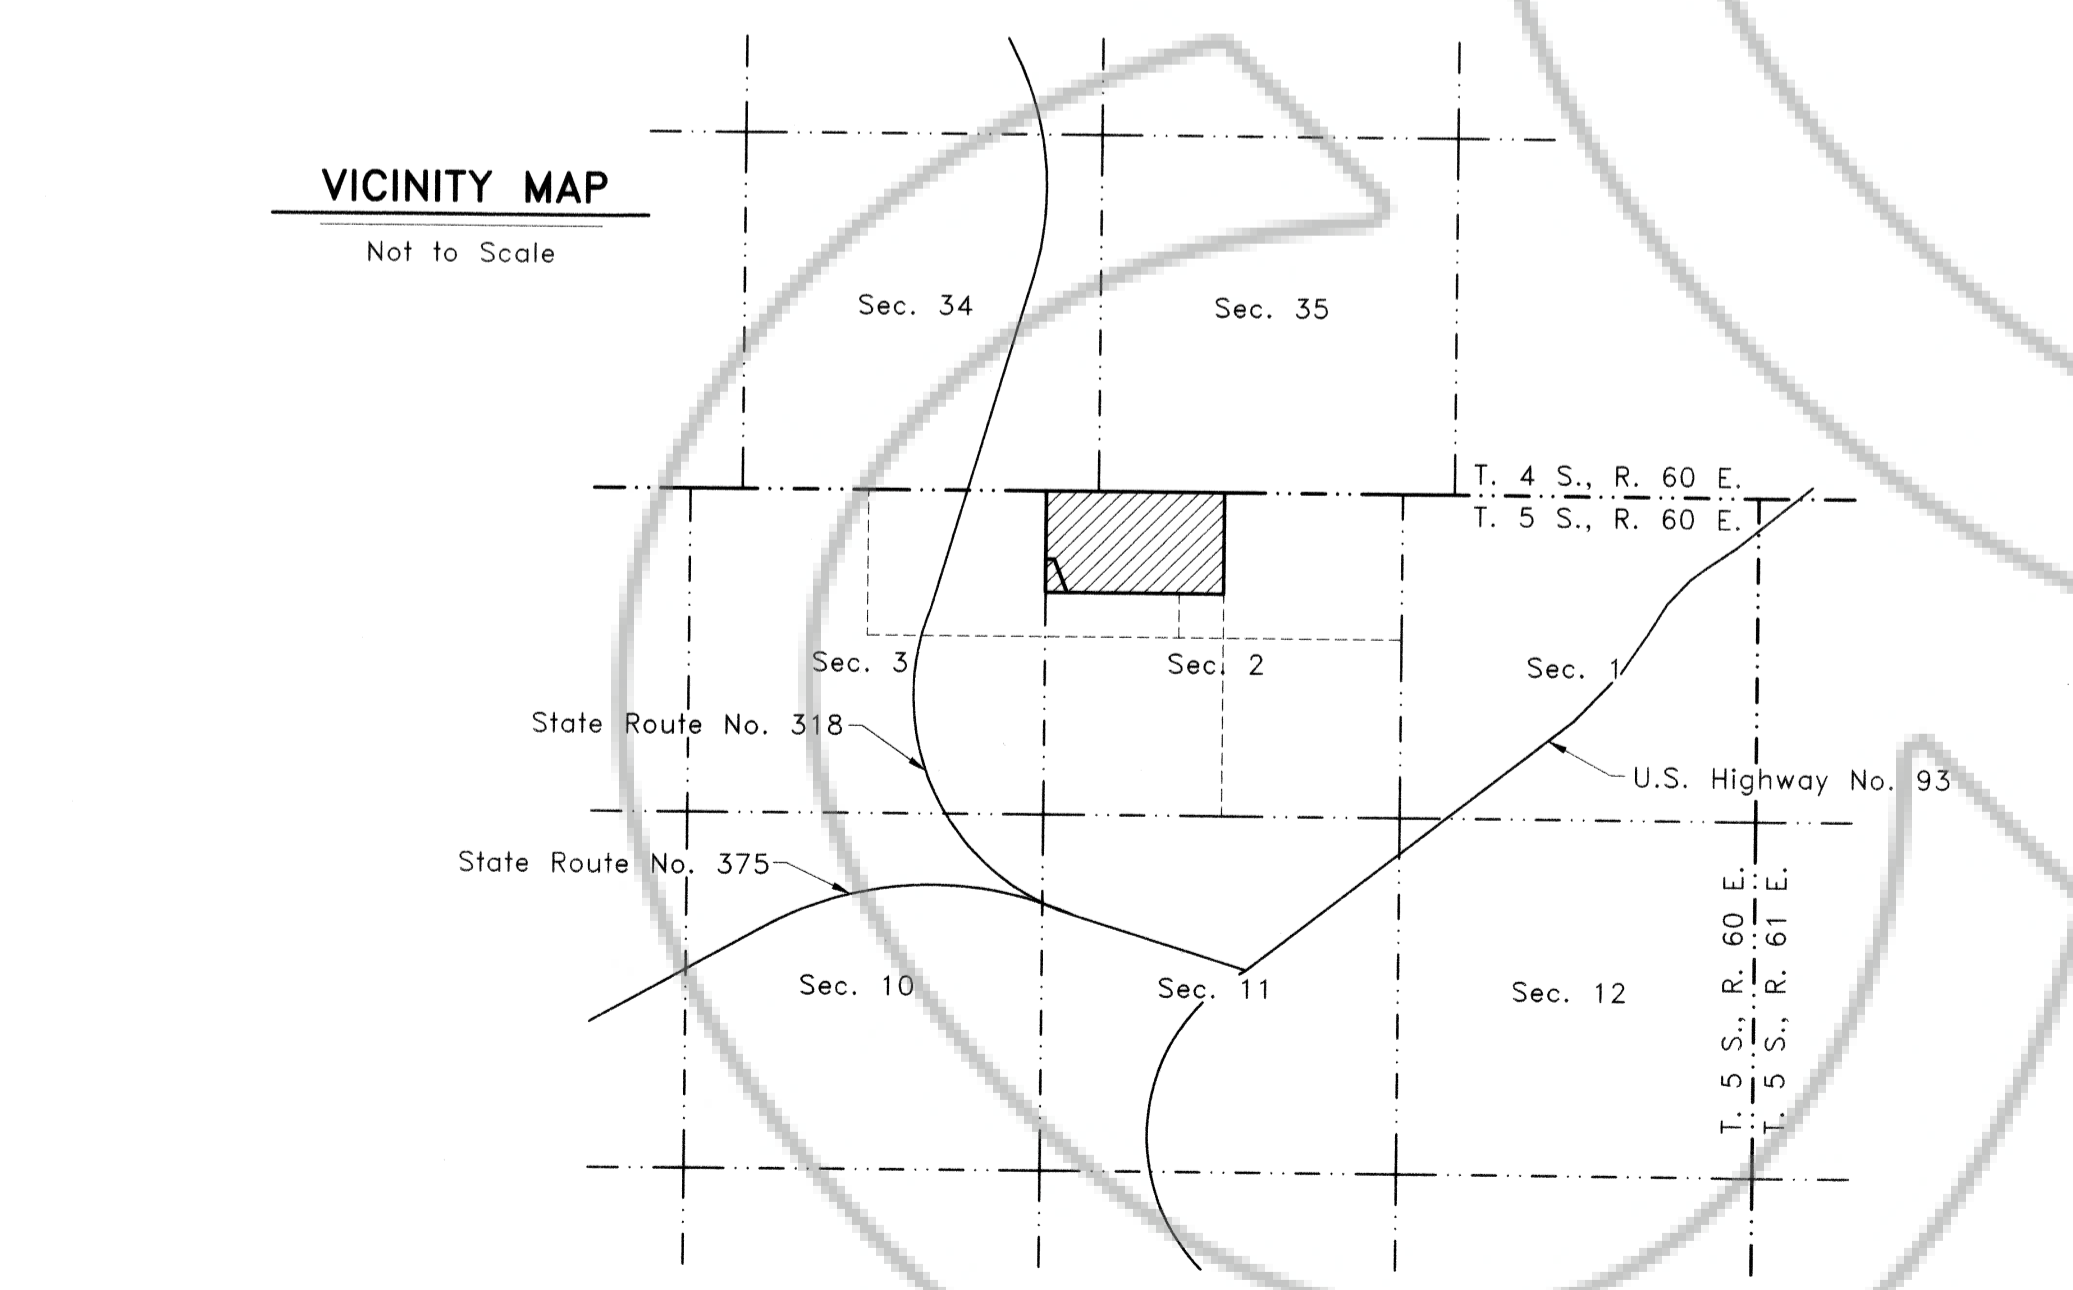 VICINITY MAP
Not to Scale
Sec. 34
Sec. 35
T. 4 S., R. 60 E.
T. 5 S., R. 60 E.
Sec. 3
Sec. 2
Sec. 1
State Route No. 318
U.S. Highway No. 93
State Route No. 375
Sec. 10
Sec. 11
Sec. 12
T. 5 S., R. 60 E.
T. 5 S., R. 61 E.